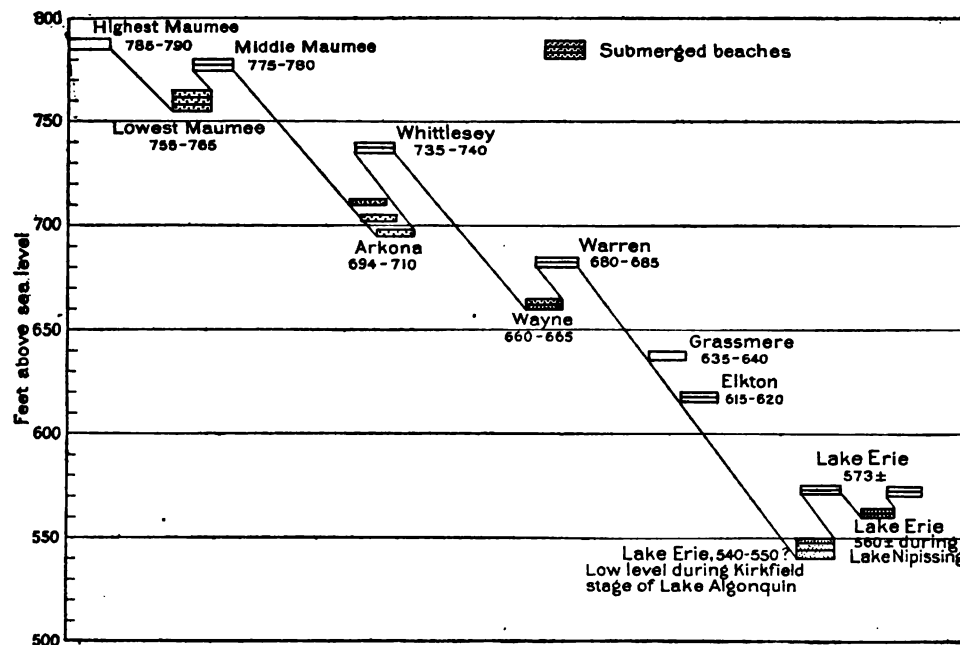 800
Highest Maumee
785-790
Middle Maumee
775-780
Submerged beaches
Lowest Maumee
755-765
750
Whittlesey
735-740
Arkona
694-710
700
Warren
680-685
Wayne
660-665
650
Grassmere
635-640
Elkton
615-620
600
Lake Erie
573±
Lake Erie
560± during
Lake Nipissing
550
Lake Erie, 540-550?
Low level during Kirkfield
stage of Lake Algonquin
500
Feet above sea level